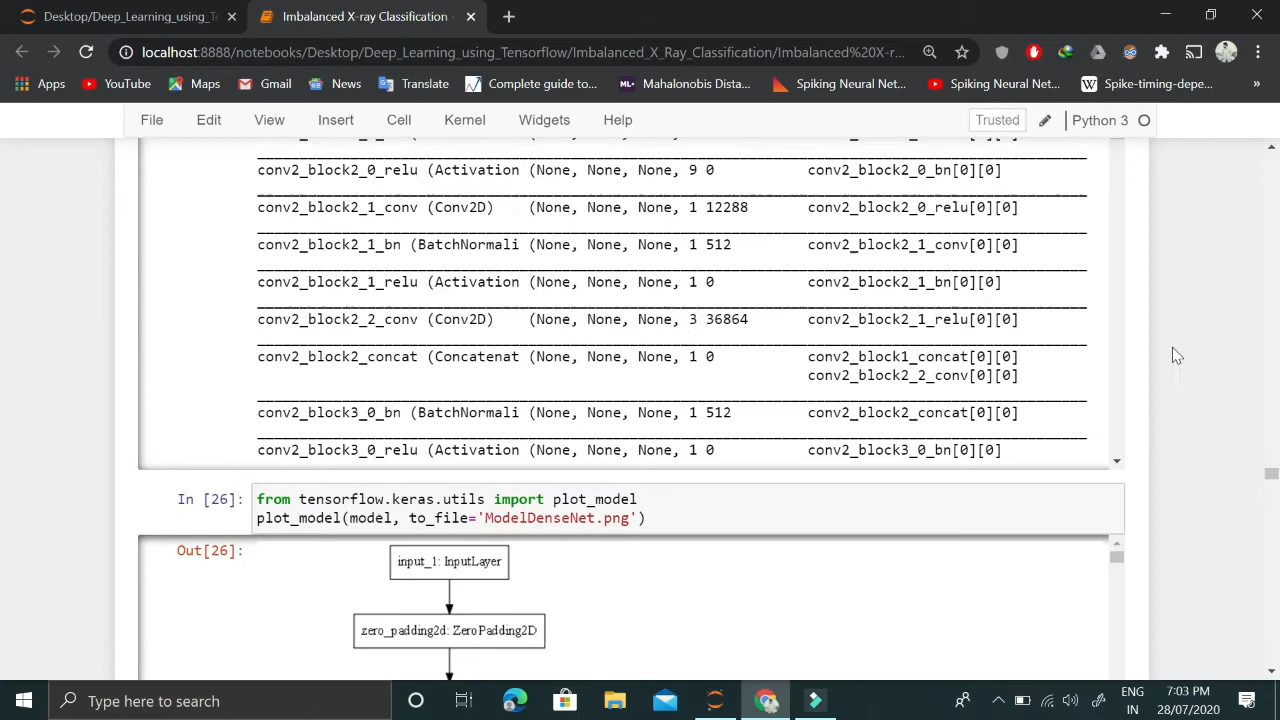 Desktop/Deep_Learning_using_Te
Imbalanced X-ray Classification
localhost:8888/notebooks/Desktop/Deep_Learning_using_Tensorflow/Imbalanced_X_Ray_Classification/Imbalanced%20X-r...
Apps YouTube Maps Gmail News Translate Complete guide to... Mahalonobis Dista... Spiking Neural Net... Spiking Neural Net... Spike-timing-depe... »
File Edit View Insert Cell Kernel Widgets Help Trusted Python 3
conv2_block2_0_relu (Activation (None, None, None, 9 0 conv2_block2_0_bn[0][0]
conv2_block2_1_conv (Conv2D) (None, None, None, 1 12288 conv2_block2_0_relu[0][0]
conv2_block2_1_bn (BatchNormali (None, None, None, 1 512 conv2_block2_1_conv[0][0]
conv2_block2_1_relu (Activation (None, None, None, 1 0 conv2_block2_1_bn[0][0]
conv2_block2_2_conv (Conv2D) (None, None, None, 3 36864 conv2_block2_1_relu[0][0]
conv2_block2_concat (Concatenat (None, None, None, 1 0 conv2_block1_concat[0][0]
conv2_block2_2_conv[0][0]
conv2_block3_0_bn (BatchNormali (None, None, None, 1 512 conv2_block2_concat[0][0]
conv2_block3_0_relu (Activation (None, None, None, 1 0 conv2_block3_0_bn[0][0]
In [26]: from tensorflow.keras.utils import plot_model
plot_model(model, to_file='ModelDenseNet.png')
Out[26]:
input_1: InputLayer
zero_padding2d: ZeroPadding2D
Type here to search
ENG
IN
7:03 PM
28/07/2020